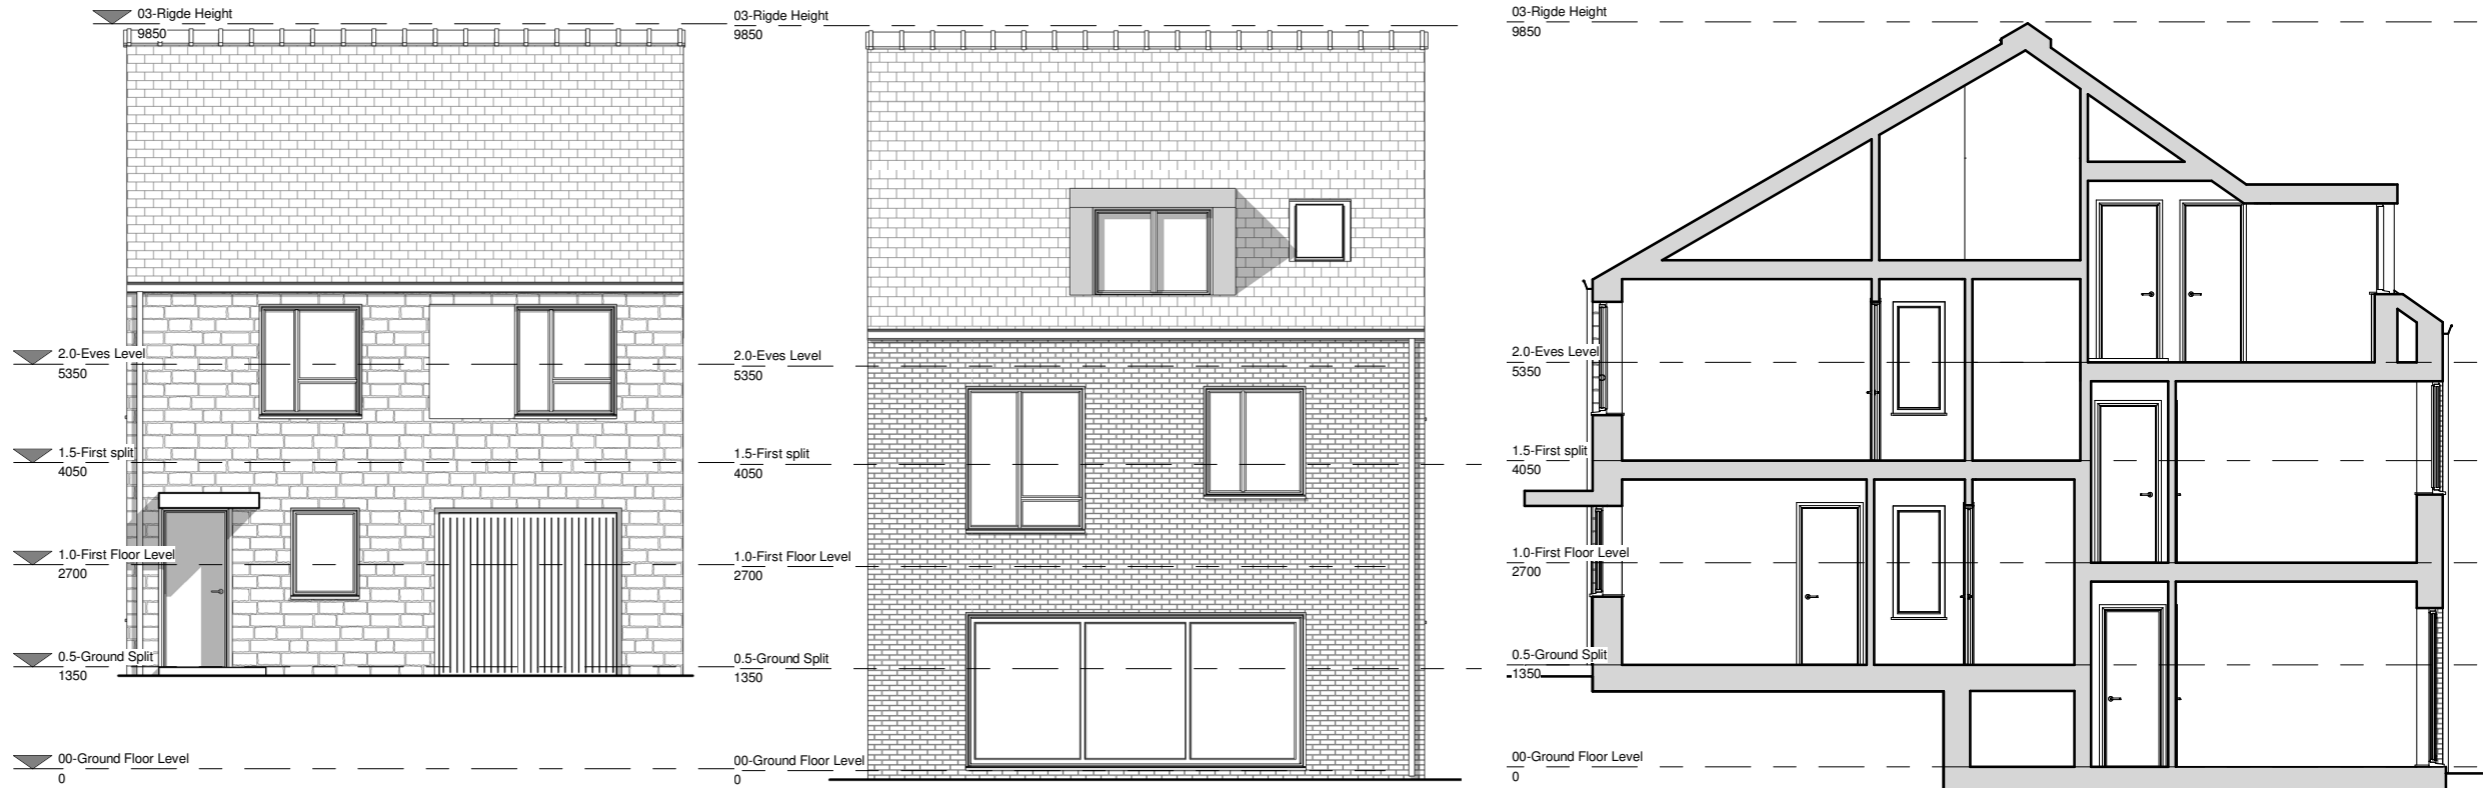 03-Rigde Height
9850
2.0-Eves Level
5350
1.5-First split
4050
1.0-First Floor Level
2700
0.5-Ground Split
1350
00-Ground Floor Level
0
03-Rigde Height
9850
2.0-Eves Level
5350
1.5-First split
4050
1.0-First Floor Level
2700
0.5-Ground Split
1350
00-Ground Floor Level
0
03-Rigde Height
9850
2.0-Eves Level
5350
1.5-First split
4050
1.0-First Floor Level
2700
0.5-Ground Split
1350
00-Ground Floor Level
0